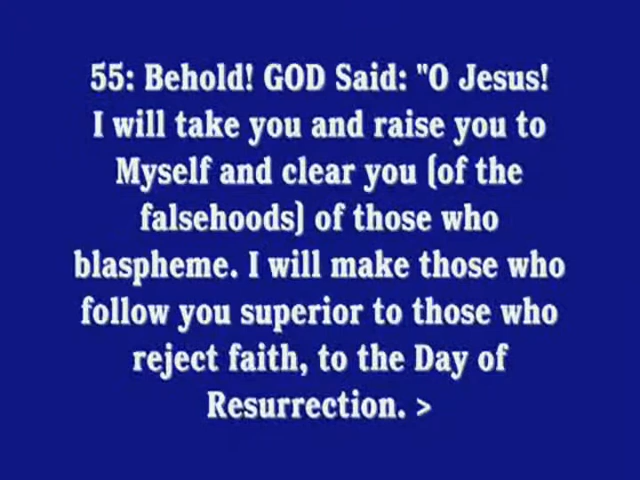 55: Behold! GOD Said: "O Jesus!
I will take you and raise you to
Myself and clear you (of the
falsehoods) of those who
blaspheme. I will make those who
follow you superior to those who
reject faith, to the Day of
Resurrection. >